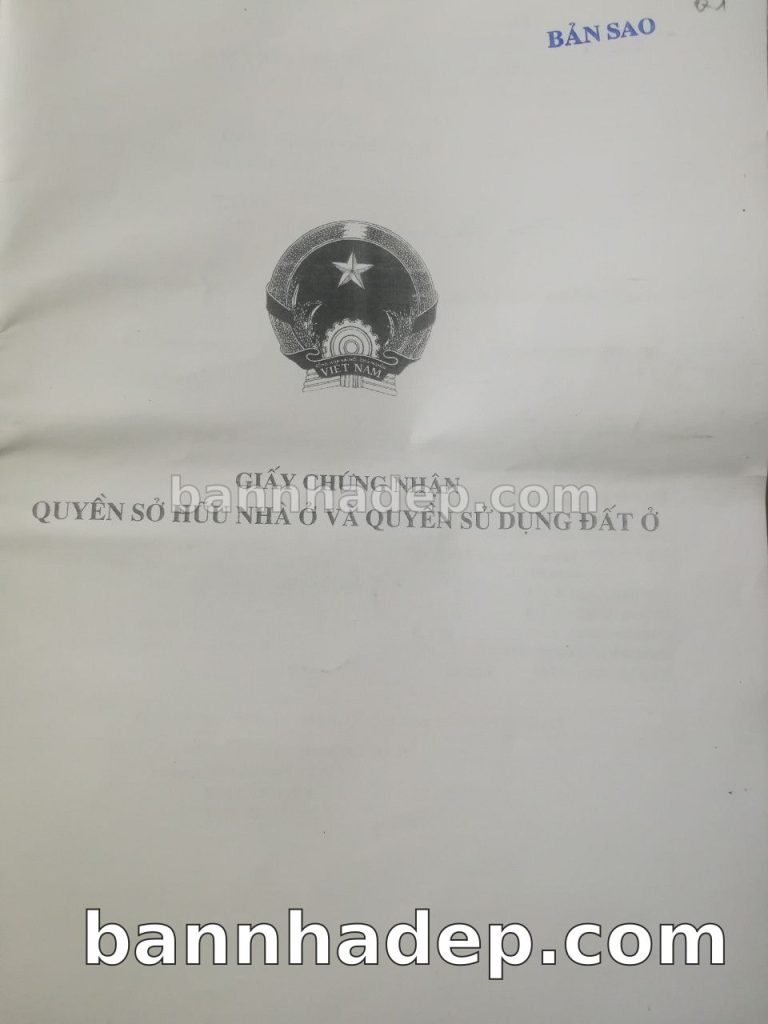 Q1
BẢN SAO
VIỆT NAM
GIẤY CHỨNG NHẬN
bannhadep.com
QUYỀN SỞ HỮU NHÀ Ở VÀ QUYỀN SỬ DỤNG ĐẤT Ở
bannhadep.com